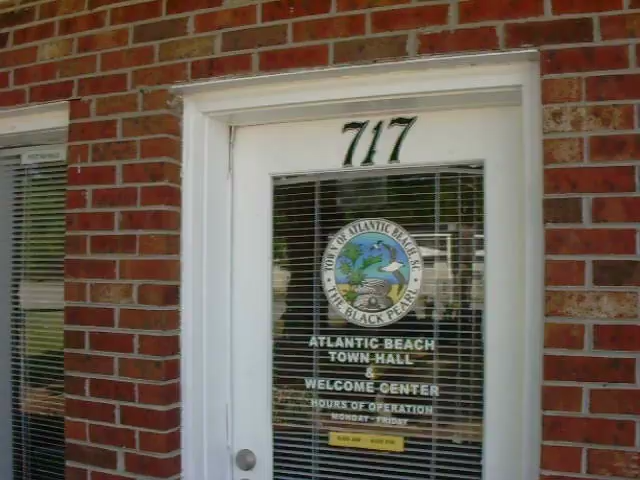 717
TOWN OF ATLANTIC BEACH, SC
THE BLACK PEARL
ATLANTIC BEACH
TOWN HALL
&
WELCOME CENTER
HOURS OF OPERATION
MONDAY - FRIDAY